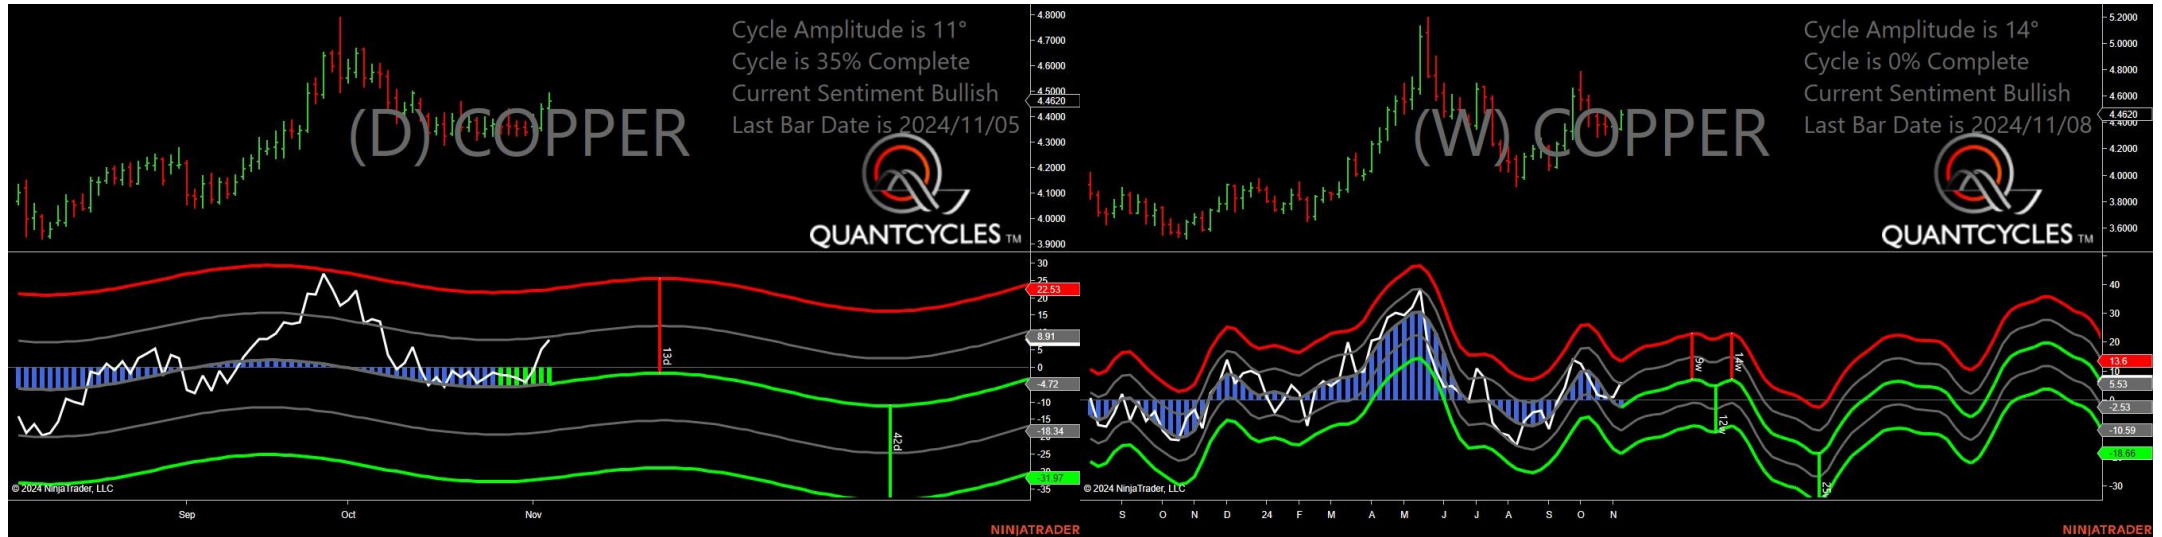 Cycle Amplitude is 11°
Cycle is 35% Complete
Current Sentiment Bullish
Last Bar Date is 2024/11/05
(D) COPPER
QUANTCYCLES TM
4.8000
4.7000
4.6000
4.5000
4.4620
4.4000
4.3000
4.2000
4.1000
4.0000
3.9000
30
25
22.53
20
15
8.91
5
0
-4.72
-10
-15
-18.34
-20
-25
-30
-31.97
-35
13d
42d
© 2024 NinjaTrader, LLC
Sep Oct Nov
NINJATRADER
Cycle Amplitude is 14°
Cycle is 0% Complete
Current Sentiment Bullish
Last Bar Date is 2024/11/08
(W) COPPER
QUANTCYCLES TM
5.2000
5.0000
4.8000
4.6000
4.4620
4.4000
4.2000
4.0000
3.8000
3.6000
40
30
20
13.6
10
5.53
0
-2.53
-10.59
-18.66
-30
9w
14w
12w
© 2024 NinjaTrader, LLC
S O N D 24 F M A M J J A S O N
NINJATRADER